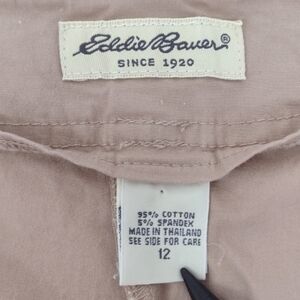 Eddie Bauer®
SINCE 1920
95% COTTON
5% SPANDEX
MADE IN THAILAND
SEE SIDE FOR CARE
12